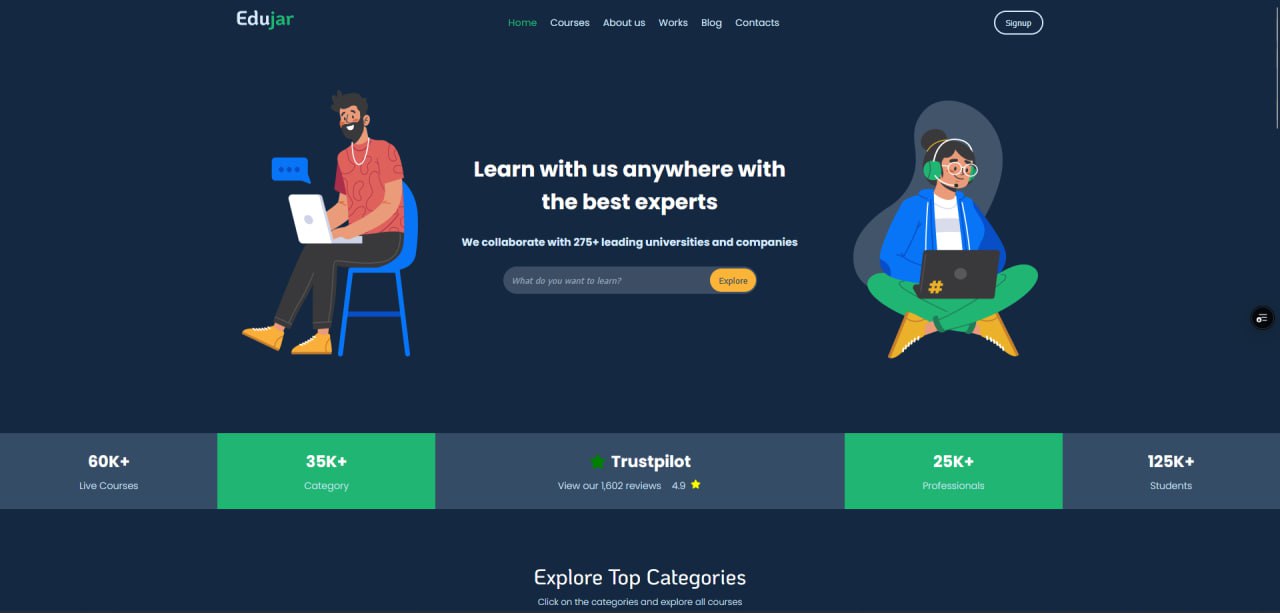 Edujar
Home Courses About us Works Blog Contacts
Signup
Learn with us anywhere with
the best experts
We collaborate with 275+ leading universities and companies
What do you want to learn?
Explore
#
60K+
Live Courses
35K+
Category
Trustpilot
View our 1,602 reviews 4.9
25K+
Professionals
125K+
Students
Explore Top Categories
Click on the categories and explore all courses